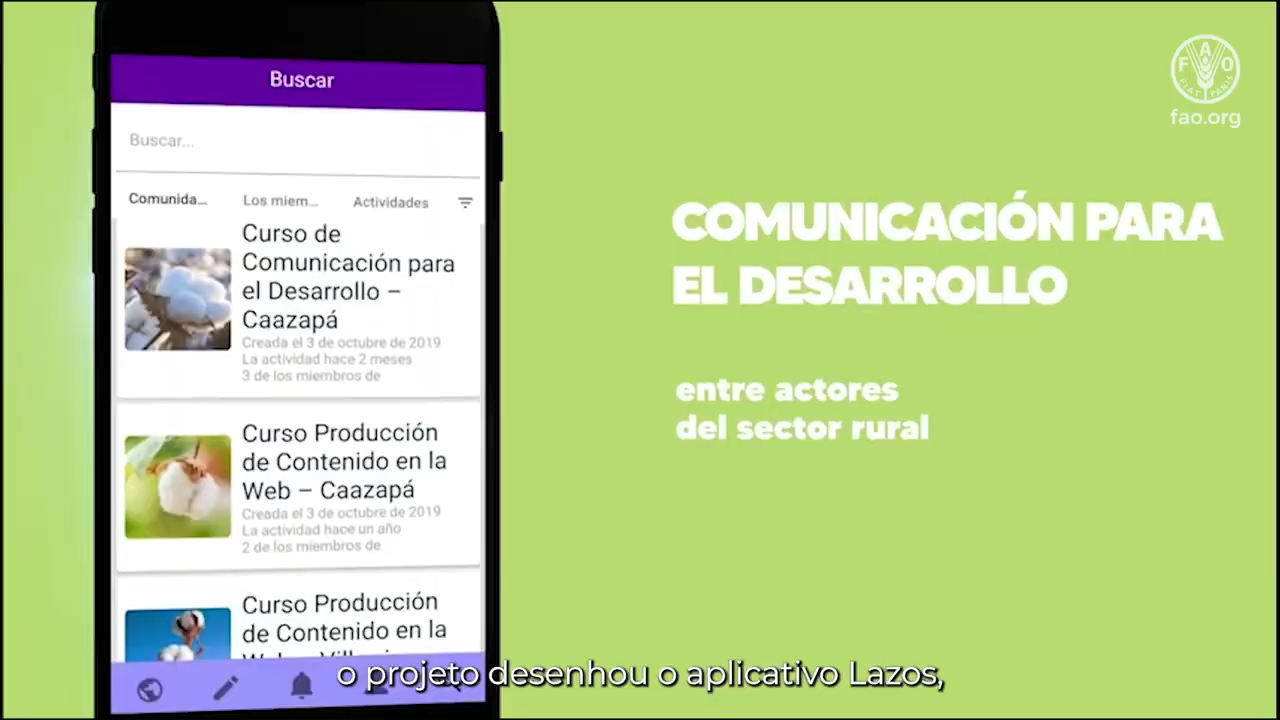 Buscar
Buscar...
Comunida...
Los miem...
Actividades
Curso de
Comunicación para
el Desarrollo –
Caazapá
Creada el 3 de octubre de 2019
La actividad hace 2 meses
3 de los miembros de
Curso Producción
de Contenido en la
Web – Caazapá
Creada el 3 de octubre de 2019
La actividad hace un año
2 de los miembros de
Curso Producción
de Contenido en la
F A O
FIAT PANIS
fao.org
COMUNICACIÓN PARA
EL DESARROLLO
entre actores
del sector rural
o projeto desenhou o aplicativo Lazos,